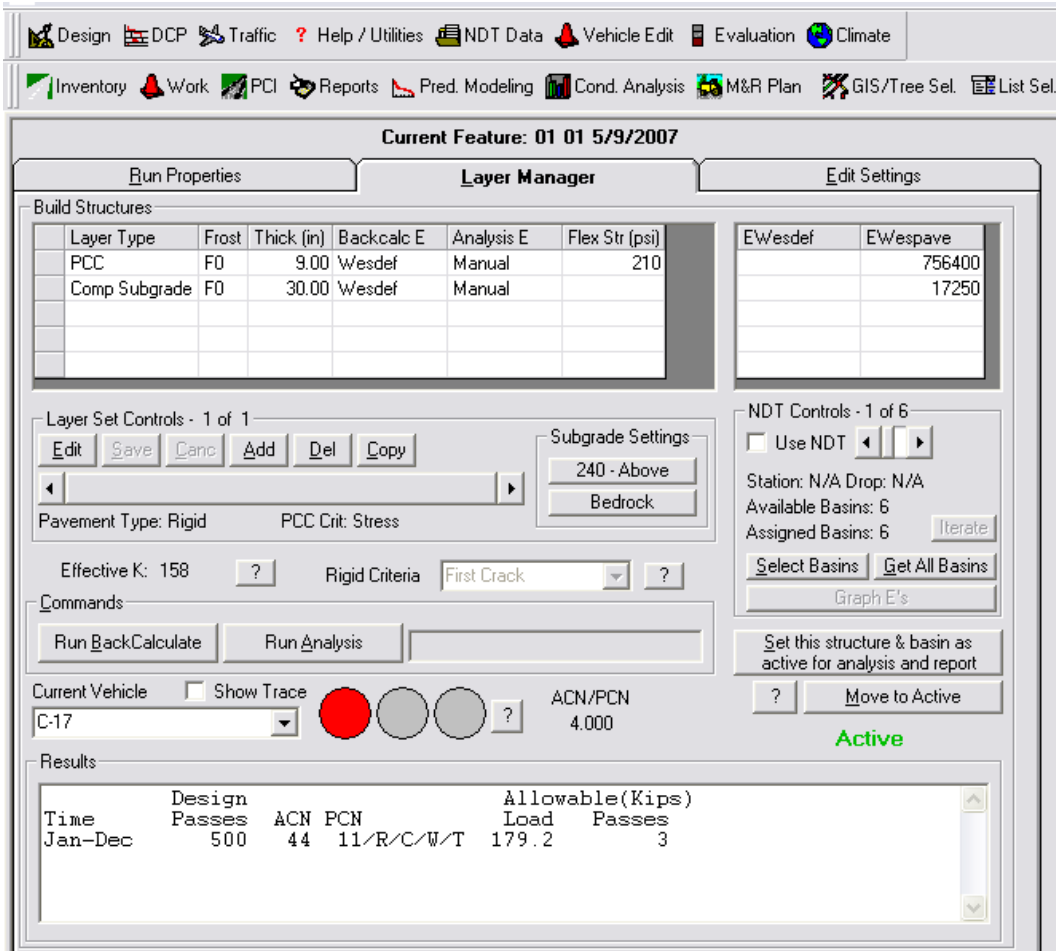 Design DCP Traffic ? Help / Utilities NDT Data Vehicle Edit Evaluation Climate
Inventory Work PCI Reports Pred. Modeling Cond. Analysis M&R Plan GIS/Tree Sel. List Sel.
Current Feature: 01 01 5/9/2007
Run Properties Layer Manager Edit Settings
Build Structures
Layer Type Frost Thick (in) Backcalc E Analysis E Flex Str (psi) EWesdef EWespave
PCC F0 9.00 Wesdef Manual 210 756400
Comp Subgrade F0 30.00 Wesdef Manual 17250
Layer Set Controls - 1 of 1
Edit Save Canc Add Del Copy
Subgrade Settings
240 - Above
Bedrock
Pavement Type: Rigid PCC Crit: Stress
NDT Controls - 1 of 6
Use NDT
Station: N/A Drop: N/A
Available Basins: 6
Assigned Basins: 6 Iterate
Select Basins Get All Basins
Graph E's
Effective K: 158 ? Rigid Criteria First Crack ?
Commands
Run BackCalculate Run Analysis
Set this structure & basin as
active for analysis and report
? Move to Active
Active
Current Vehicle Show Trace
C-17
?
ACN/PCN
4.000
Results
Design Allowable(Kips)
Time Passes ACN PCN Load Passes
Jan-Dec 500 44 11/R/C/W/T 179.2 3